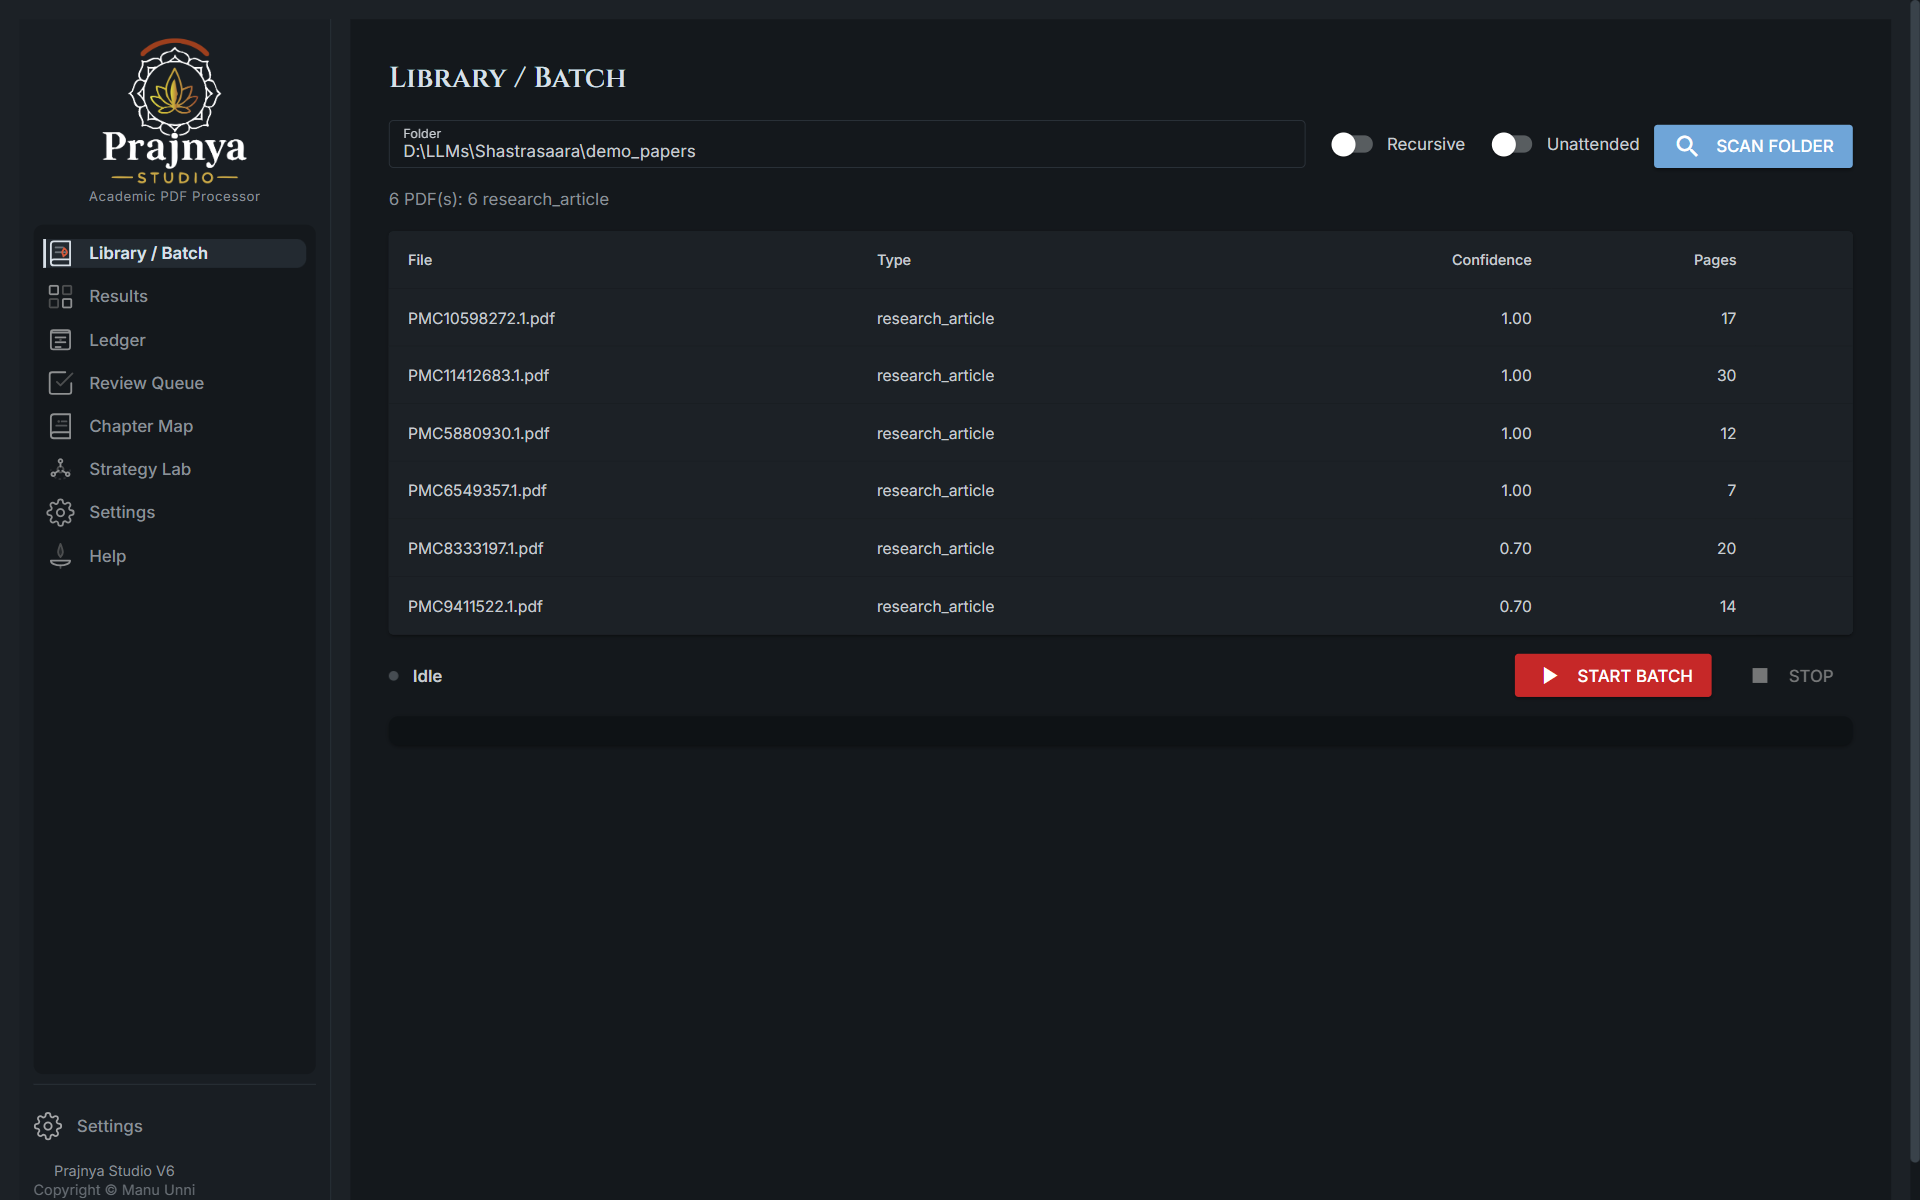 Prajnya
STUDIO
Academic PDF Processor
Library / Batch
Results
Ledger
Review Queue
Chapter Map
Strategy Lab
Settings
Help
Settings
Prajnya Studio V6
Copyright © Manu Unni
Library / Batch
Folder
D:\LLMs\Shastrasaara\demo_papers
Recursive
Unattended
SCAN FOLDER
6 PDF(s): 6 research_article
File Type Confidence Pages
PMC10598272.1.pdf research_article 1.00 17
PMC11412683.1.pdf research_article 1.00 30
PMC5880930.1.pdf research_article 1.00 12
PMC6549357.1.pdf research_article 1.00 7
PMC8333197.1.pdf research_article 0.70 20
PMC9411522.1.pdf research_article 0.70 14
Idle
START BATCH
STOP